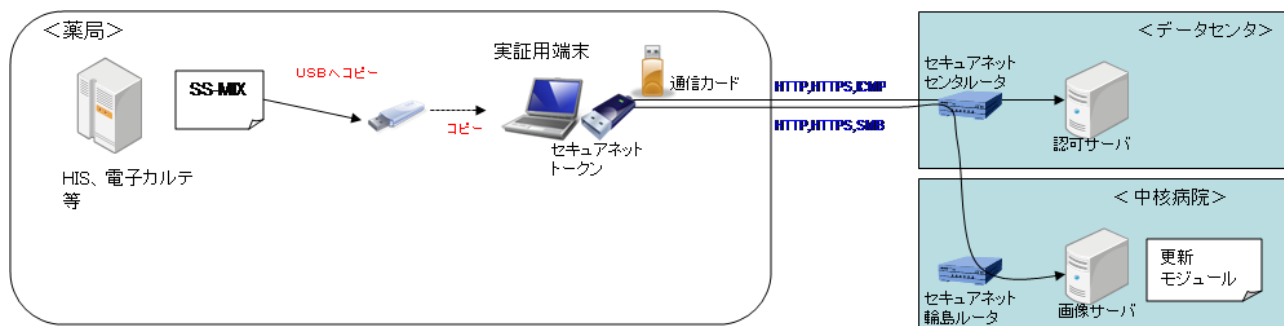 ＜薬局＞
SS-MIX
HIS、電子カルテ
等
USBへコピー
コピー
実証用端末
セキュアネット
トークン
通信カード
HTTP,HTTPS,ICMP
HTTP,HTTPS,SMB
＜データセンタ＞
セキュアネット
センタルータ
認可サーバ
＜中核病院＞
セキュアネット
輪島ルータ
画像サーバ
更新
モジュール